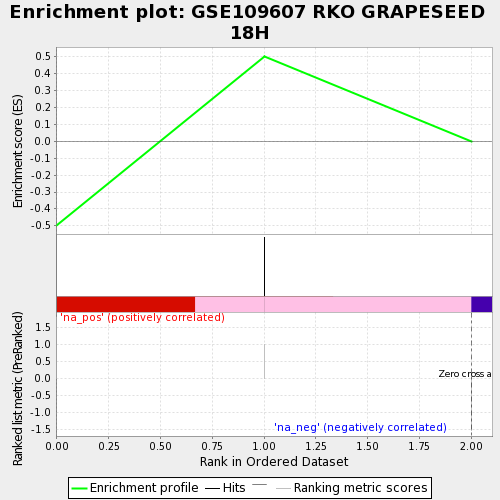 Enrichment plot: GSE109607 RKO GRAPESEED
18H
Enrichment score (ES)
0.5
0.4
0.3
0.2
0.1
0.0
-0.1
-0.2
-0.3
-0.4
-0.5
'na_pos' (positively correlated)
Ranked list metric (PreRanked)
1.5
1.0
0.5
0.0
-0.5
-1.0
-1.5
Zero cross a
'na_neg' (negatively correlated)
0.00 0.25 0.50 0.75 1.00 1.25 1.50 1.75 2.00
Rank in Ordered Dataset
Enrichment profile Hits Ranking metric scores